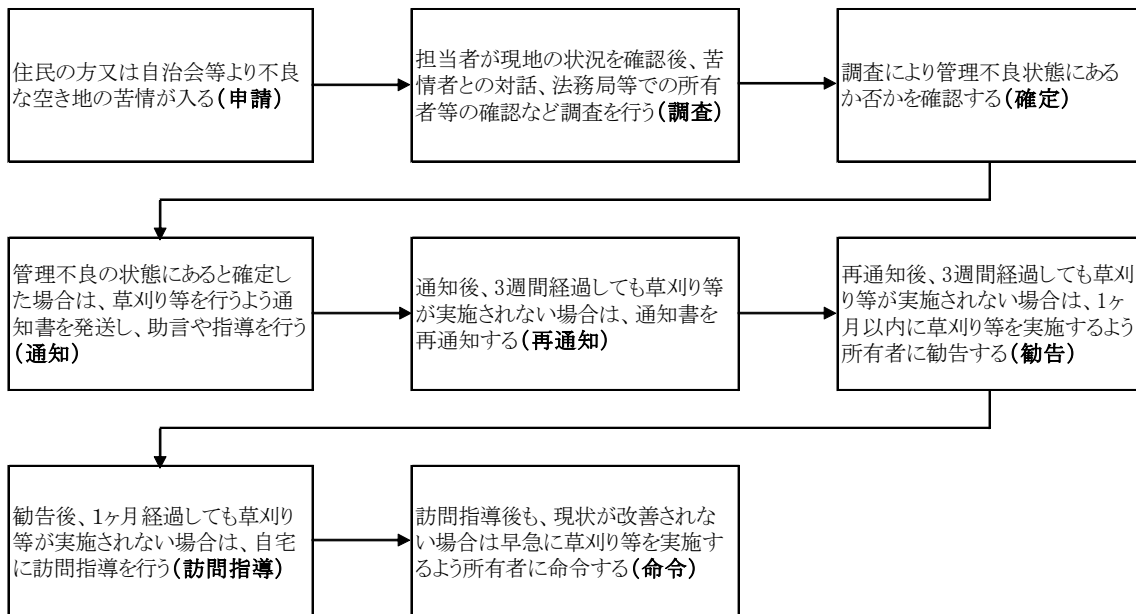 住民の方又は自治会等より不良
な空き地の苦情が入る(申請)
担当者が現地の状況を確認後、苦
情者との対話、法務局等での所有
者等の確認など調査を行う(調査)
調査により管理不良状態にある
か否かを確認する(確定)
管理不良の状態にあると確定し
た場合は、草刈り等を行うよう通
知書を発送し、助言や指導を行う
(通知)
通知後、3週間経過しても草刈り等
が実施されない場合は、通知書を
再通知する(再通知)
再通知後、3週間経過しても草刈
り等が実施されない場合は、1ヶ
月以内に草刈り等を実施するよう
所有者に勧告する(勧告)
勧告後、1ヶ月経過しても草刈り
等が実施されない場合は、自宅
に訪問指導を行う(訪問指導)
訪問指導後も、現状が改善されな
い場合は早急に草刈り等を実施す
るよう所有者に命令する(命令)